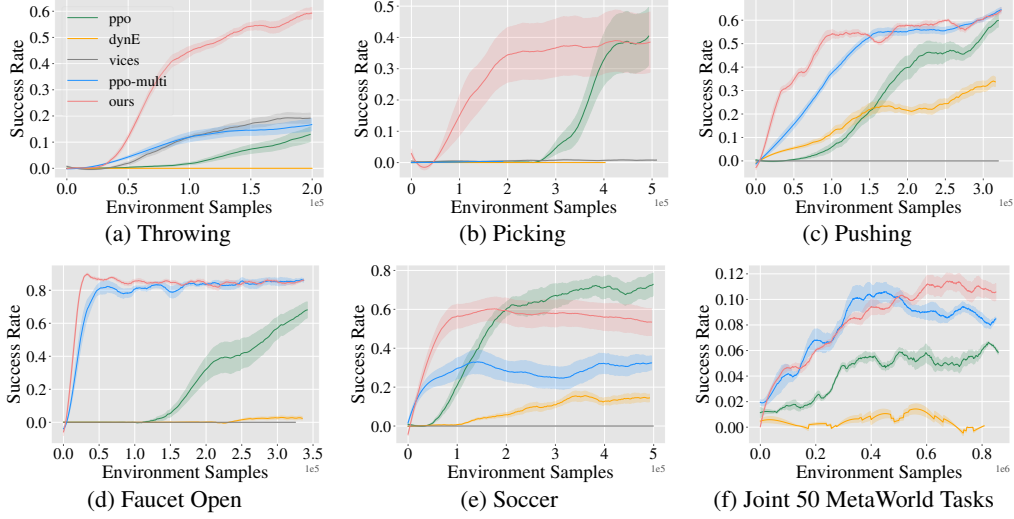 Success Rate
0.6
0.5
0.4
0.3
0.2
0.1
0.0
ppo
dynE
vices
ppo-multi
ours
0.0 0.5 1.0 1.5 2.0
1e5
Environment Samples
(a) Throwing
Success Rate
0.4
0.3
0.2
0.1
0.0
0 1 2 3 4 5
1e5
Environment Samples
(b) Picking
Success Rate
0.6
0.5
0.4
0.3
0.2
0.1
0.0
0.0 0.5 1.0 1.5 2.0 2.5 3.0
1e5
Environment Samples
(c) Pushing
Success Rate
0.8
0.6
0.4
0.2
0.0
0.0 0.5 1.0 1.5 2.0 2.5 3.0 3.5
1e5
Environment Samples
(d) Faucet Open
Success Rate
0.8
0.6
0.4
0.2
0.0
0 1 2 3 4 5
1e5
Environment Samples
(e) Soccer
Success Rate
0.12
0.10
0.08
0.06
0.04
0.02
0.00
0.0 0.2 0.4 0.6 0.8
1e6
Environment Samples
(f) Joint 50 MetaWorld Tasks